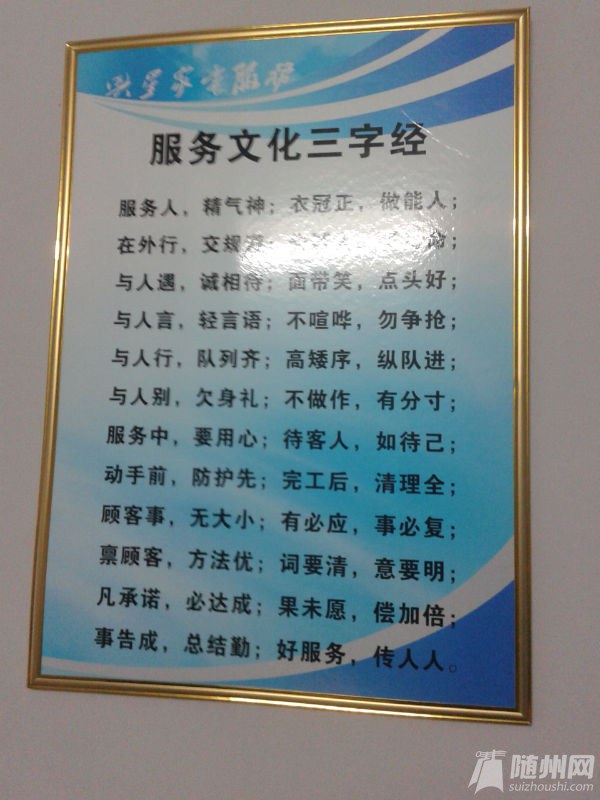 服务文化三字经
服务人，精气神；衣冠正，做能人；
在外行，交规
与人遇，诚相待；面带笑，点头好；
与人言，轻言语；不喧哗，勿争抢；
与人行，队列齐；高矮序，纵队进；
与人别，欠身礼；不做作，有分寸；
服务中，要用心；待客人，如待己；
动手前，防护先；完工后，清理全；
顾客事，无大小；有必应，事必复；
禀顾客，方法优；词要清，意要明；
凡承诺，必达成；果未愿，偿加倍；
事告成，总结勤；好服务，传人人。
随州网
suizhoushi.com